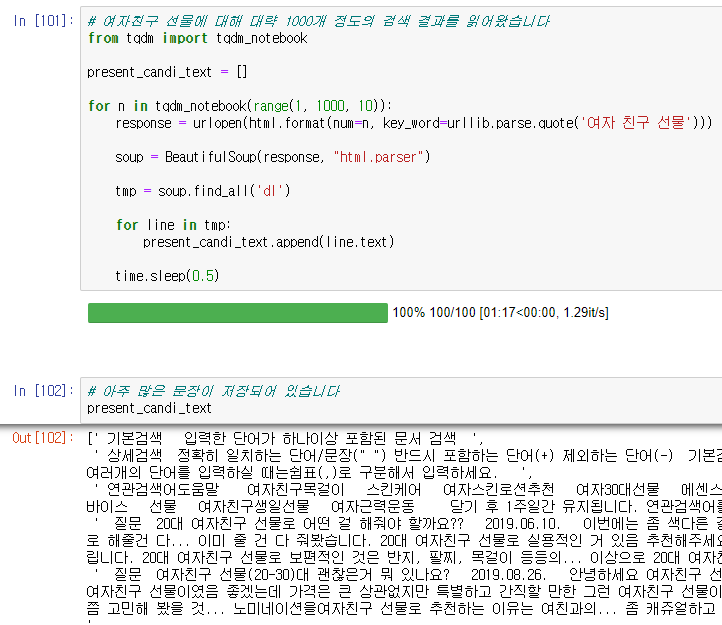 In [101]:
# 여자친구 선물에 대해 대략 1000개 정도의 검색 결과를 읽어왔습니다
from tqdm import tqdm_notebook
present_candi_text = []
for n in tqdm_notebook(range(1, 1000, 10)):
response = urlopen(html.format(num=n, key_word=urllib.parse.quote('여자 친구 선물')))
soup = BeautifulSoup(response, "html.parser")
tmp = soup.find_all('dl')
for line in tmp:
present_candi_text.append(line.text)
time.sleep(0.5)
100% 100/100 [01:17<00:00, 1.29it/s]
In [102]:
# 아주 많은 문장이 저장되어 있습니다
present_candi_text
Out[102]:
[' 기본검색 입력한 단어가 하나이상 포함된 문서 검색 ',
' 상세검색 정확히 일치하는 단어/문장(" ") 반드시 포함하는 단어(+) 제외하는 단어(-) 기본검
여러개의 단어를 입력하실 때는쉼표(,)로 구분해서 입력하세요. ',
' 연관검색어도움말 여자친구목걸이 스킨케어 여자스킨로션추천 여자30대선물 에센스
바이스 선물 여자친구생일선물 여자근력운동 닫기 후 1주일간 유지됩니다. 연관검색어를
' 질문 20대 여자친구 선물로 어떤 걸 해줘야 할까요?? 2019.06.10. 이번에는 좀 색다른
로 해줄건 다... 이미 줄 건 다 줘봤습니다. 20대 여자친구 선물로 실용적인 거 있음 추천해주세요
립니다. 20대 여자친구 선물로 보편적인 것은 반지, 팔찌, 목걸이 등등의... 이상으로 20대 여자친
' 질문 여자친구 선물(20-30)대 괜찮은거 뭐 있나요? 2019.08.26. 안녕하세요 여자친구 선
여자친구 선물이였음 좋겠는데 가격은 큰 상관없지만 특별하고 간직할 만한 그런 여자친구 선물이
쯤 고민해 봤을 것... 노미네이션을여자친구 선물로 추천하는 이유는 여친과의... 좀 캐쥬얼하고